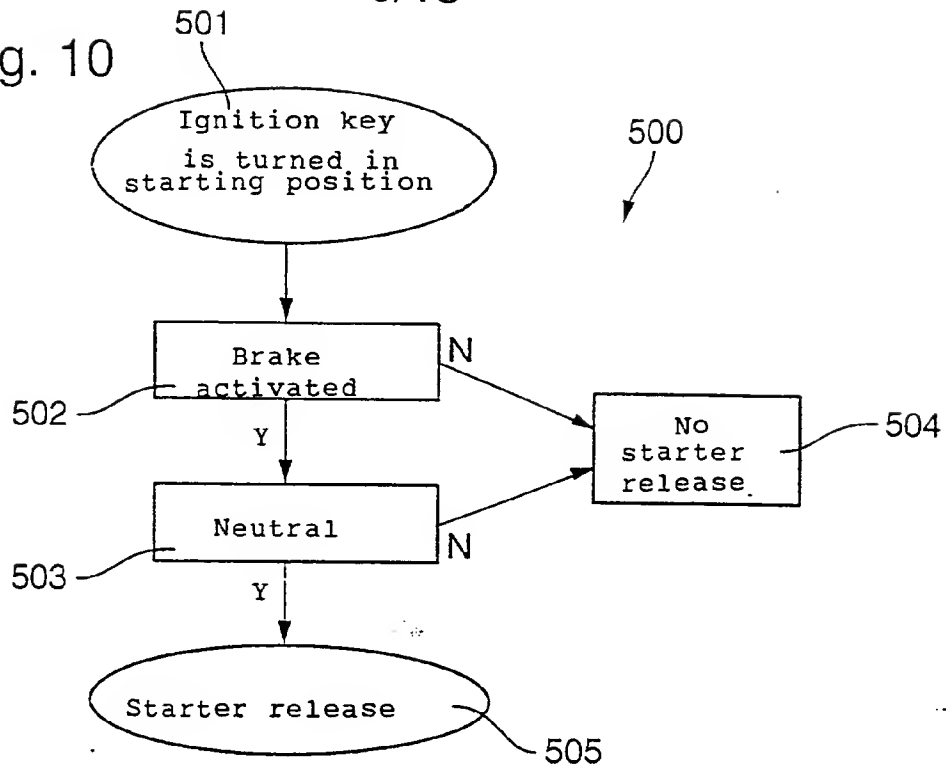 501
g. 10
Ignition key
is turned in
starting position
500
Brake
activated
N
502
Y
No
starter
release
504
Neutral
N
503
Y
Starter release
505